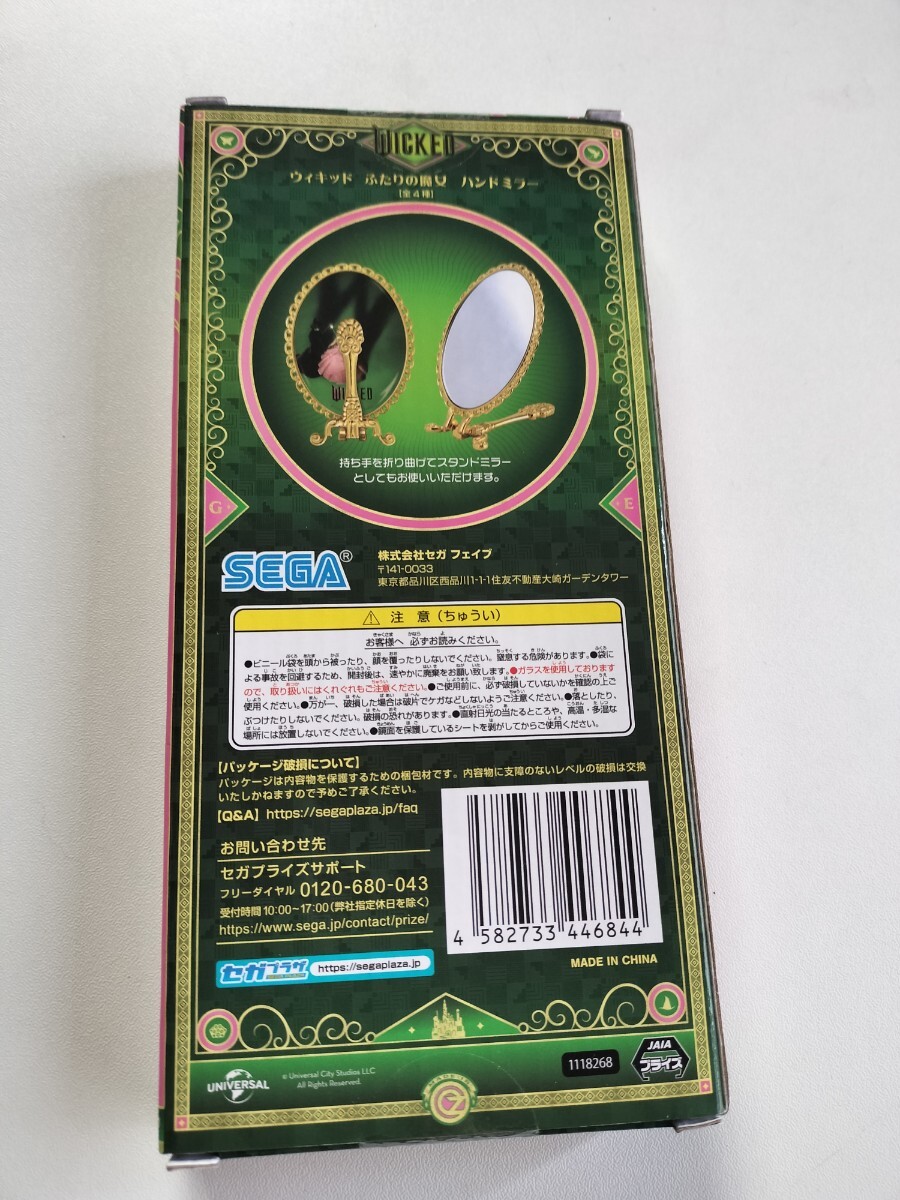 WICKED
ウィキッド ふたりの魔女 ハンドミラー
[全4種]
WICKED
持ち手を折り曲げてスタンドミラー
としてもお使いいただけます。
G
E
SEGA®
株式会社セガ フェイブ
〒141-0033
東京都品川区西品川1-1-1住友不動産大崎ガーデンタワー
⚠ 注 意(ちゅうい)
お客様へ 必ずお読みください。
●ビニール袋を頭から被ったり、顔を覆ったりしないでください。窒息する危険があります。●袋に
よる事故を回避するため、開封後は、速やかに廃棄をお願い致します。●ガラスを使用しております
ので、取り扱いにはくれぐれもご注意ください。●ご使用前に、必ず破損していないかを確認の上ご
使用ください。●万が一、破損した場合は破片でケガなどしないようご注意ください。●落としたり、
ぶつけたりしないでください。破損の恐れがあります。●直射日光の当たるところや、高温・多湿な
場所には放置しないでください。●鏡面を保護しているシートを剥がしてからご使用ください。
【パッケージ破損について】
パッケージは内容物を保護するための梱包材です。内容物に支障のないレベルの破損は交換
いたしかねますので予めご了承ください。
【Q&A】https://segaplaza.jp/faq
お問い合わせ先
セガプライズサポート
フリーダイヤル 0120-680-043
受付時間 10:00~17:00(弊社指定休日を除く)
https://www.sega.jp/contact/prize/
セガプラザ https://segaplaza.jp
4 582733 446844
MADE IN CHINA
1118268
JAIA
プライズ
UNIVERSAL
© Universal City Studios LLC
All Rights Reserved.
MADE IN
OZ